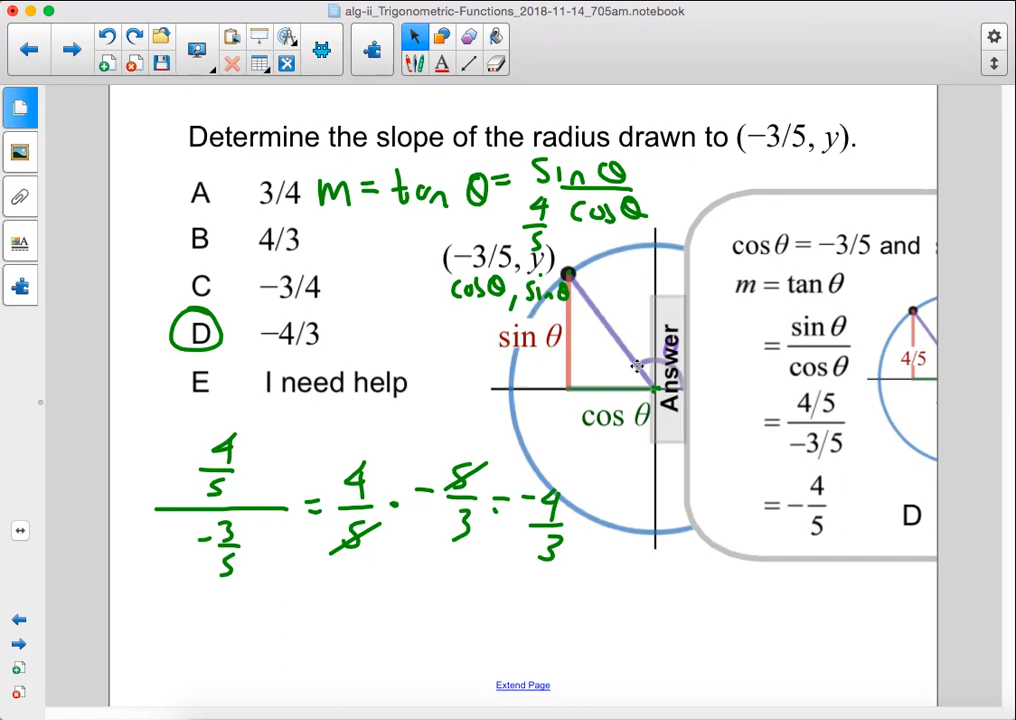 alg-ii_Trigonometric-Functions_2018-11-14_705am.notebook
Determine the slope of the radius drawn to (−3/5, y).
A 3/4
m = tan θ = sin θ / cos θ
B 4/3
4/5
(−3/5, y)
cosθ, sinθ
C −3/4
D −4/3
E I need help
sin θ
cos θ
Answer
4/5 / -3/5 = 4/5 · -5/3 = -4/3
cos θ = −3/5 and
m = tan θ
= sin θ / cos θ
= 4/5 / −3/5
= − 4/5
4/5
D
Extend Page